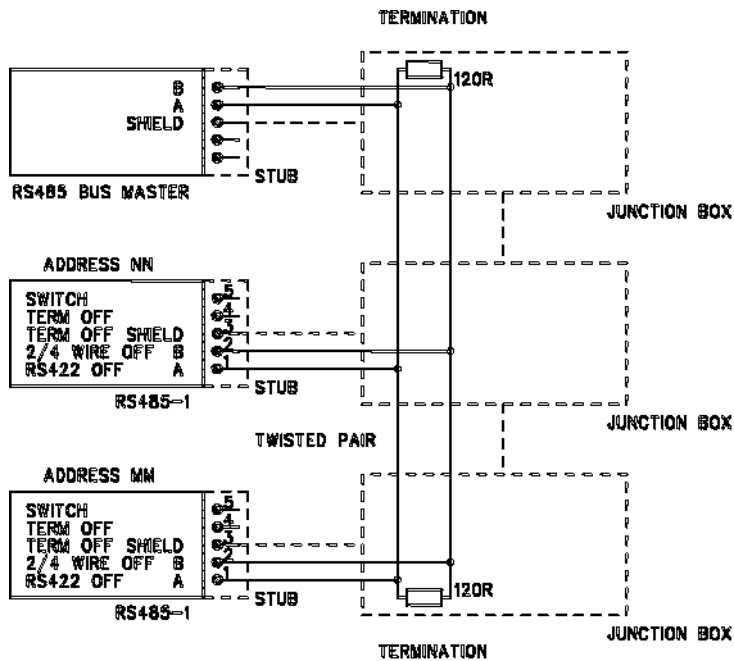 TERMINATION
120R
B
A
SHIELD
STUB
RS485 BUS MASTER
JUNCTION BOX
ADDRESS NN
SWITCH 5
TERM OFF 4
TERM OFF SHIELD 3
2/4 WIRE OFF B 2
RS422 OFF A 1
STUB
RS485-1
JUNCTION BOX
TWISTED PAIR
ADDRESS MM
SWITCH 5
TERM OFF 4
TERM OFF SHIELD 3
2/4 WIRE OFF B 2
RS422 OFF A 1
120R
STUB
RS485-1
JUNCTION BOX
TERMINATION